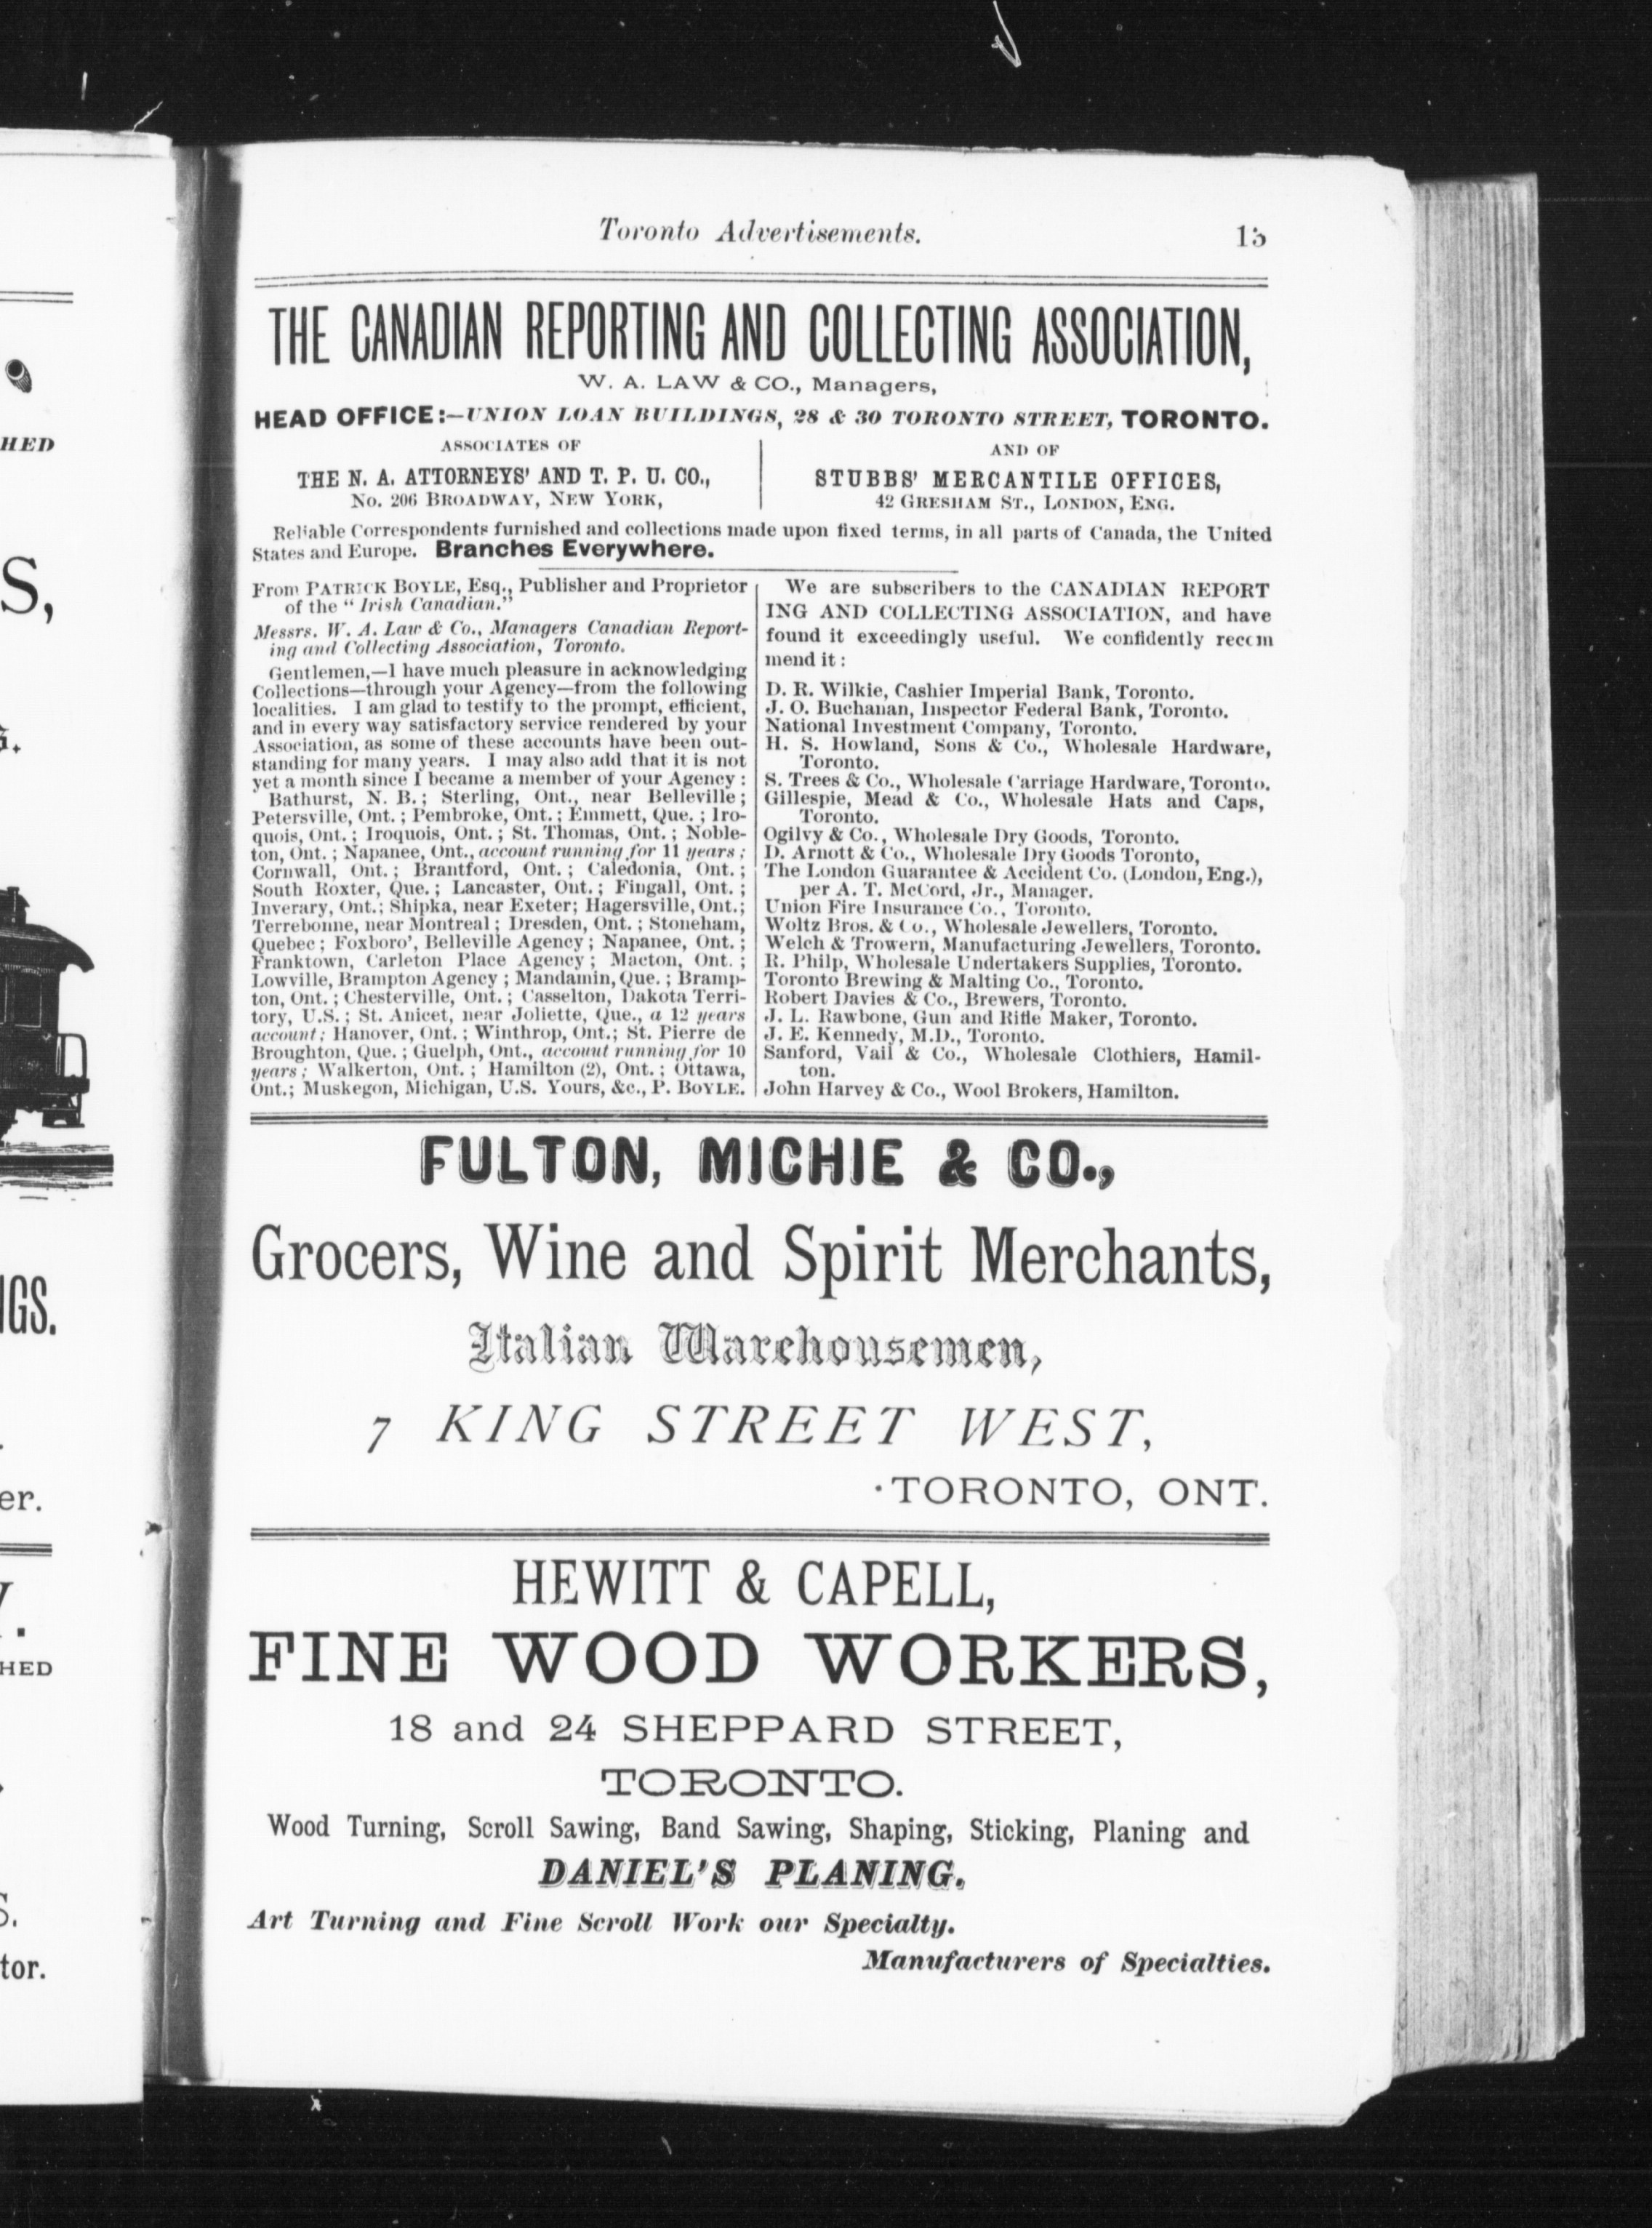 Toronto Advertisements. 15
THE CANADIAN REPORTING AND COLLECTING ASSOCIATION,
W. A. LAW & CO., Managers,
HEAD OFFICE:—UNION LOAN BUILDINGS, 28 & 30 TORONTO STREET, TORONTO.
ASSOCIATES OF
THE N. A. ATTORNEYS' AND T. P. U. CO.,
No. 206 BROADWAY, NEW YORK,
AND OF
STUBBS' MERCANTILE OFFICES,
42 GRESHAM ST., LONDON, ENG.
Reliable Correspondents furnished and collections made upon fixed terms, in all parts of Canada, the United
States and Europe. Branches Everywhere.
From PATRICK BOYLE, Esq., Publisher and Proprietor
of the "Irish Canadian."
Messrs. W. A. Law & Co., Managers Canadian Report-
ing and Collecting Association, Toronto.
Gentlemen,—I have much pleasure in acknowledging
Collections—through your Agency—from the following
localities. I am glad to testify to the prompt, efficient,
and in every way satisfactory service rendered by your
Association, as some of these accounts have been out-
standing for many years. I may also add that it is not
yet a month since I became a member of your Agency:
Bathurst, N. B.; Sterling, Ont., near Belleville;
Petersville, Ont.; Pembroke, Ont.; Emmett, Que.; Iro-
quois, Ont.; Iroquois, Ont.; St. Thomas, Ont.; Noble-
ton, Ont.; Napanee, Ont., account running for 11 years;
Cornwall, Ont.; Brantford, Ont.; Caledonia, Ont.;
South Roxter, Que.; Lancaster, Ont.; Fingall, Ont.;
Inverary, Ont.; Shipka, near Exeter; Hagersville, Ont.;
Terrebonne, near Montreal; Dresden, Ont.; Stoneham,
Quebec; Foxboro', Belleville Agency; Napanee, Ont.;
Franktown, Carleton Place Agency; Macton, Ont.;
Lowville, Brampton Agency; Mandamin, Que.; Bramp-
ton, Ont.; Chesterville, Ont.; Casselton, Dakota Terri-
tory, U.S.; St. Anicet, near Joliette, Que., a 12 years
account; Hanover, Ont.; Winthrop, Ont.; St. Pierre de
Broughton, Que.; Guelph, Ont., account running for 10
years; Walkerton, Ont.; Hamilton (2), Ont.; Ottawa,
Ont.; Muskegon, Michigan, U.S. Yours, &c., P. BOYLE.
We are subscribers to the CANADIAN REPORT
ING AND COLLECTING ASSOCIATION, and have
found it exceedingly useful. We confidently recom
mend it:
D. R. Wilkie, Cashier Imperial Bank, Toronto.
J. O. Buchanan, Inspector Federal Bank, Toronto.
National Investment Company, Toronto.
H. S. Howland, Sons & Co., Wholesale Hardware,
Toronto.
S. Trees & Co., Wholesale Carriage Hardware, Toronto.
Gillespie, Mead & Co., Wholesale Hats and Caps,
Toronto.
Ogilvy & Co., Wholesale Dry Goods, Toronto.
D. Arnott & Co., Wholesale Dry Goods Toronto,
The London Guarantee & Accident Co. (London, Eng.),
per A. T. McCord, Jr., Manager.
Union Fire Insurance Co., Toronto.
Woltz Bros. & Co., Wholesale Jewellers, Toronto.
Welch & Trowern, Manufacturing Jewellers, Toronto.
R. Philp, Wholesale Undertakers Supplies, Toronto.
Toronto Brewing & Malting Co., Toronto.
Robert Davies & Co., Brewers, Toronto.
J. L. Rawbone, Gun and Rifle Maker, Toronto.
J. E. Kennedy, M.D., Toronto.
Sanford, Vail & Co., Wholesale Clothiers, Hamil-
ton.
John Harvey & Co., Wool Brokers, Hamilton.
FULTON, MICHIE & CO.,
Grocers, Wine and Spirit Merchants,
Italian Warehousemen,
7 KING STREET WEST,
TORONTO, ONT.
HEWITT & CAPELL,
FINE WOOD WORKERS,
18 and 24 SHEPPARD STREET,
TORONTO.
Wood Turning, Scroll Sawing, Band Sawing, Shaping, Sticking, Planing and
DANIEL'S PLANING.
Art Turning and Fine Scroll Work our Specialty.
Manufacturers of Specialties.